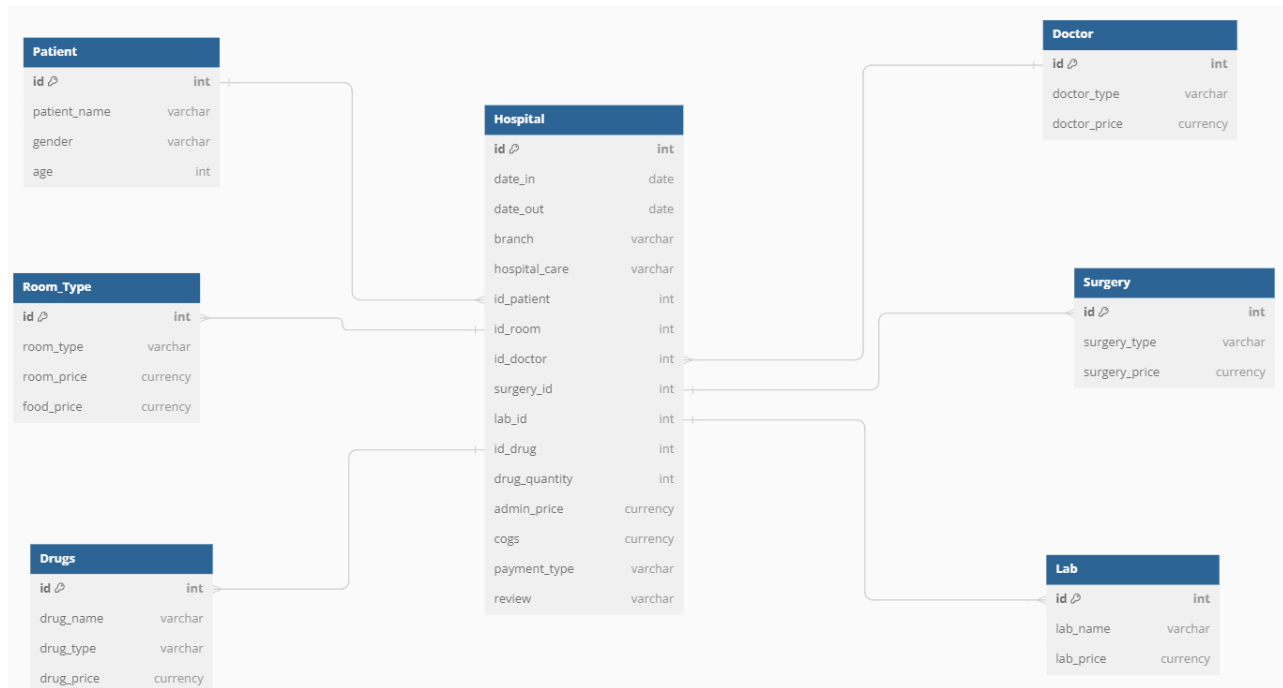 Patient
id int
patient_name varchar
gender varchar
age int
Room_Type
id int
room_type varchar
room_price currency
food_price currency
Drugs
id int
drug_name varchar
drug_type varchar
drug_price currency
Hospital
id int
date_in date
date_out date
branch varchar
hospital_care varchar
id_patient int
id_room int
id_doctor int
surgery_id int
lab_id int
id_drug int
drug_quantity int
admin_price currency
cogs currency
payment_type varchar
review varchar
Doctor
id int
doctor_type varchar
doctor_price currency
Surgery
id int
surgery_type varchar
surgery_price currency
Lab
id int
lab_name varchar
lab_price currency